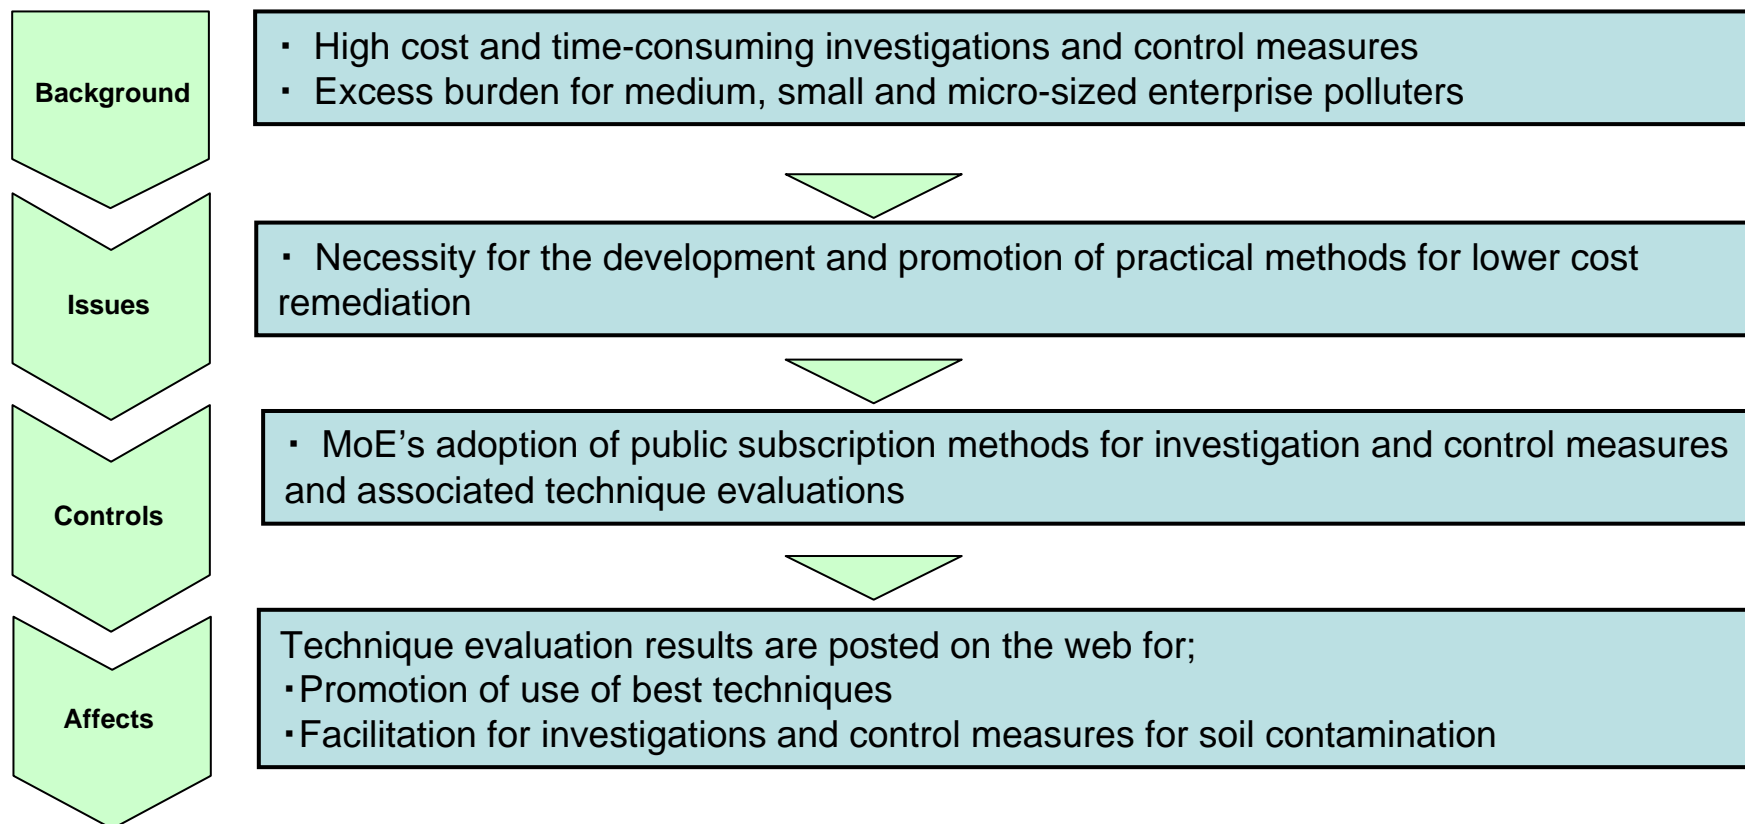 Background
・ High cost and time-consuming investigations and control measures
・ Excess burden for medium, small and micro-sized enterprise polluters
Issues
・ Necessity for the development and promotion of practical methods for lower cost
remediation
Controls
・ MoE’s adoption of public subscription methods for investigation and control measures
and associated technique evaluations
Affects
Technique evaluation results are posted on the web for;
・Promotion of use of best techniques
・Facilitation for investigations and control measures for soil contamination